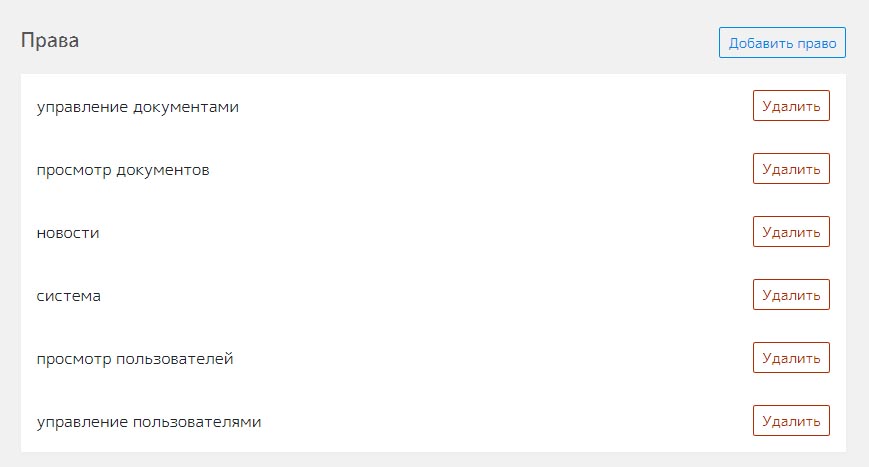 Права
Добавить право
управление документами
Удалить
просмотр документов
Удалить
новости
Удалить
система
Удалить
просмотр пользователей
Удалить
управление пользователями
Удалить